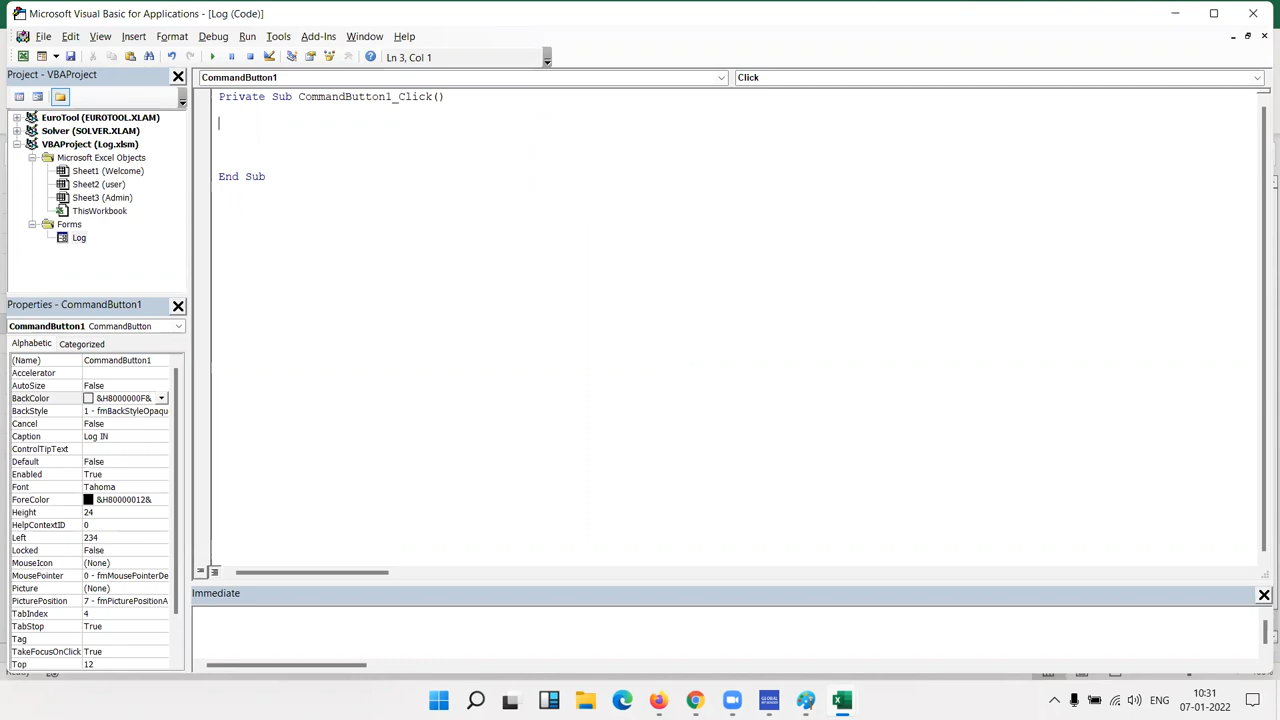 Microsoft Visual Basic for Applications - [Log (Code)]
File Edit View Insert Format Debug Run Tools Add-Ins Window Help
Ln 3, Col 1
Project - VBAProject
CommandButton1
Click
EuroTool (EUROTOOL.XLAM)
Solver (SOLVER.XLAM)
VBAProject (Log.xlsm)
Microsoft Excel Objects
Sheet1 (Welcome)
Sheet2 (user)
Sheet3 (Admin)
ThisWorkbook
Forms
Log
Private Sub CommandButton1_Click()
End Sub
Properties - CommandButton1
CommandButton1 CommandButton
Alphabetic Categorized
(Name) CommandButton1
Accelerator
AutoSize False
BackColor &H8000000F&
BackStyle 1 - fmBackStyleOpaqu
Cancel False
Caption Log IN
ControlTipText
Default False
Enabled True
Font Tahoma
ForeColor &H80000012&
Height 24
HelpContextID 0
Left 234
Locked False
MouseIcon (None)
MousePointer 0 - fmMousePointerDe
Picture (None)
PicturePosition 7 - fmPicturePositionA
TabIndex 4
TabStop True
Tag
TakeFocusOnClick True
Top 12
Immediate
GLOBAL
ENG
10:31
07-01-2022